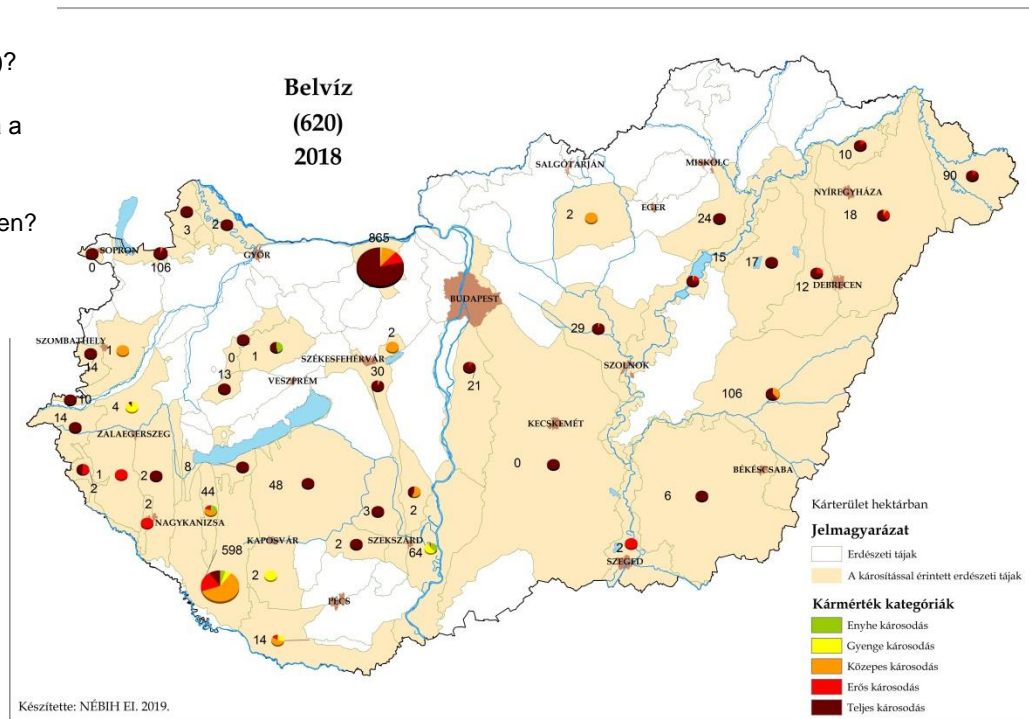 ?
a a
en?
Belvíz
(620)
2018
SALGÓTARJÁN
MISKOLC
10
NYÍREGYHÁZA
90
EGER
2
24
18
3
2
SOPRON
0
106
GYŐR
865
BUDAPEST
15
17
12
DEBRECEN
SZOMBATHELY
1
14
0
1
13
2
SZÉKESFEHÉRVÁR
30
VESZPRÉM
29
SZOLNOK
21
10
14
4
ZALAEGERSZEG
106
KECSKEMÉT
0
BÉKÉSCSABA
1
2
2
8
44
48
2
NAGYKANIZSA
3
2
6
KAPOSVÁR
2
SZEKSZÁRD
64
598
2
SZEGED
2
PÉCS
14
Kárterület hektárban
Jelmagyarázat
Erdészeti tájak
A károsítással érintett erdészeti tájak
Kármérték kategóriák
Enyhe károsodás
Gyenge károsodás
Közepes károsodás
Erős károsodás
Teljes károsodás
Készítette: NÉBIH EI. 2019.